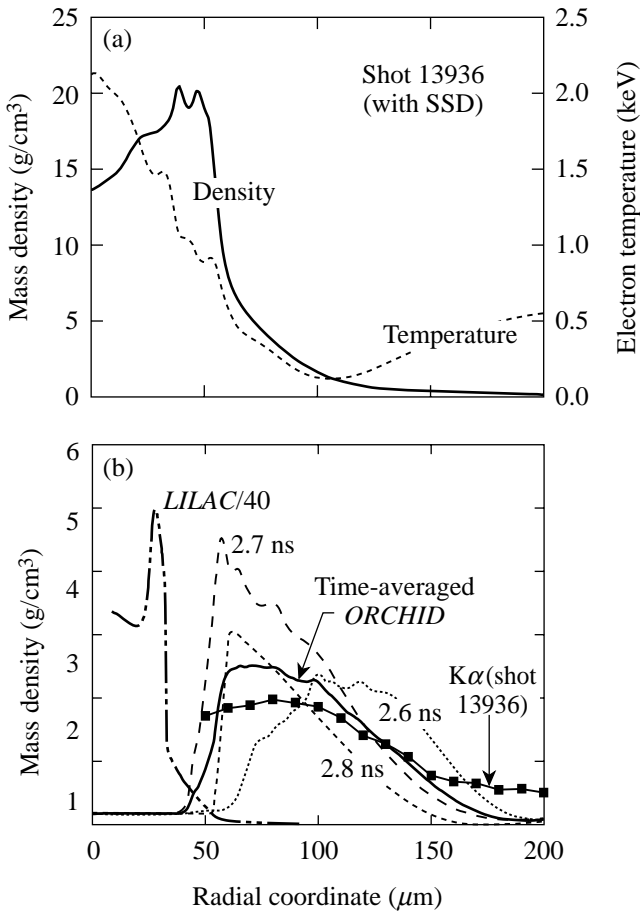 (a)
Shot 13936
(with SSD)
Density
Temperature
Mass density (g/cm³)
25
20
15
10
5
0
Electron temperature (keV)
2.5
2.0
1.5
1.0
0.5
0.0
(b)
LILAC/40
2.7 ns
Time-averaged
ORCHID
Kα(shot
13936)
2.6 ns
2.8 ns
Mass density (g/cm³)
6
5
4
3
2
1
0
50
100
150
200
Radial coordinate (μm)